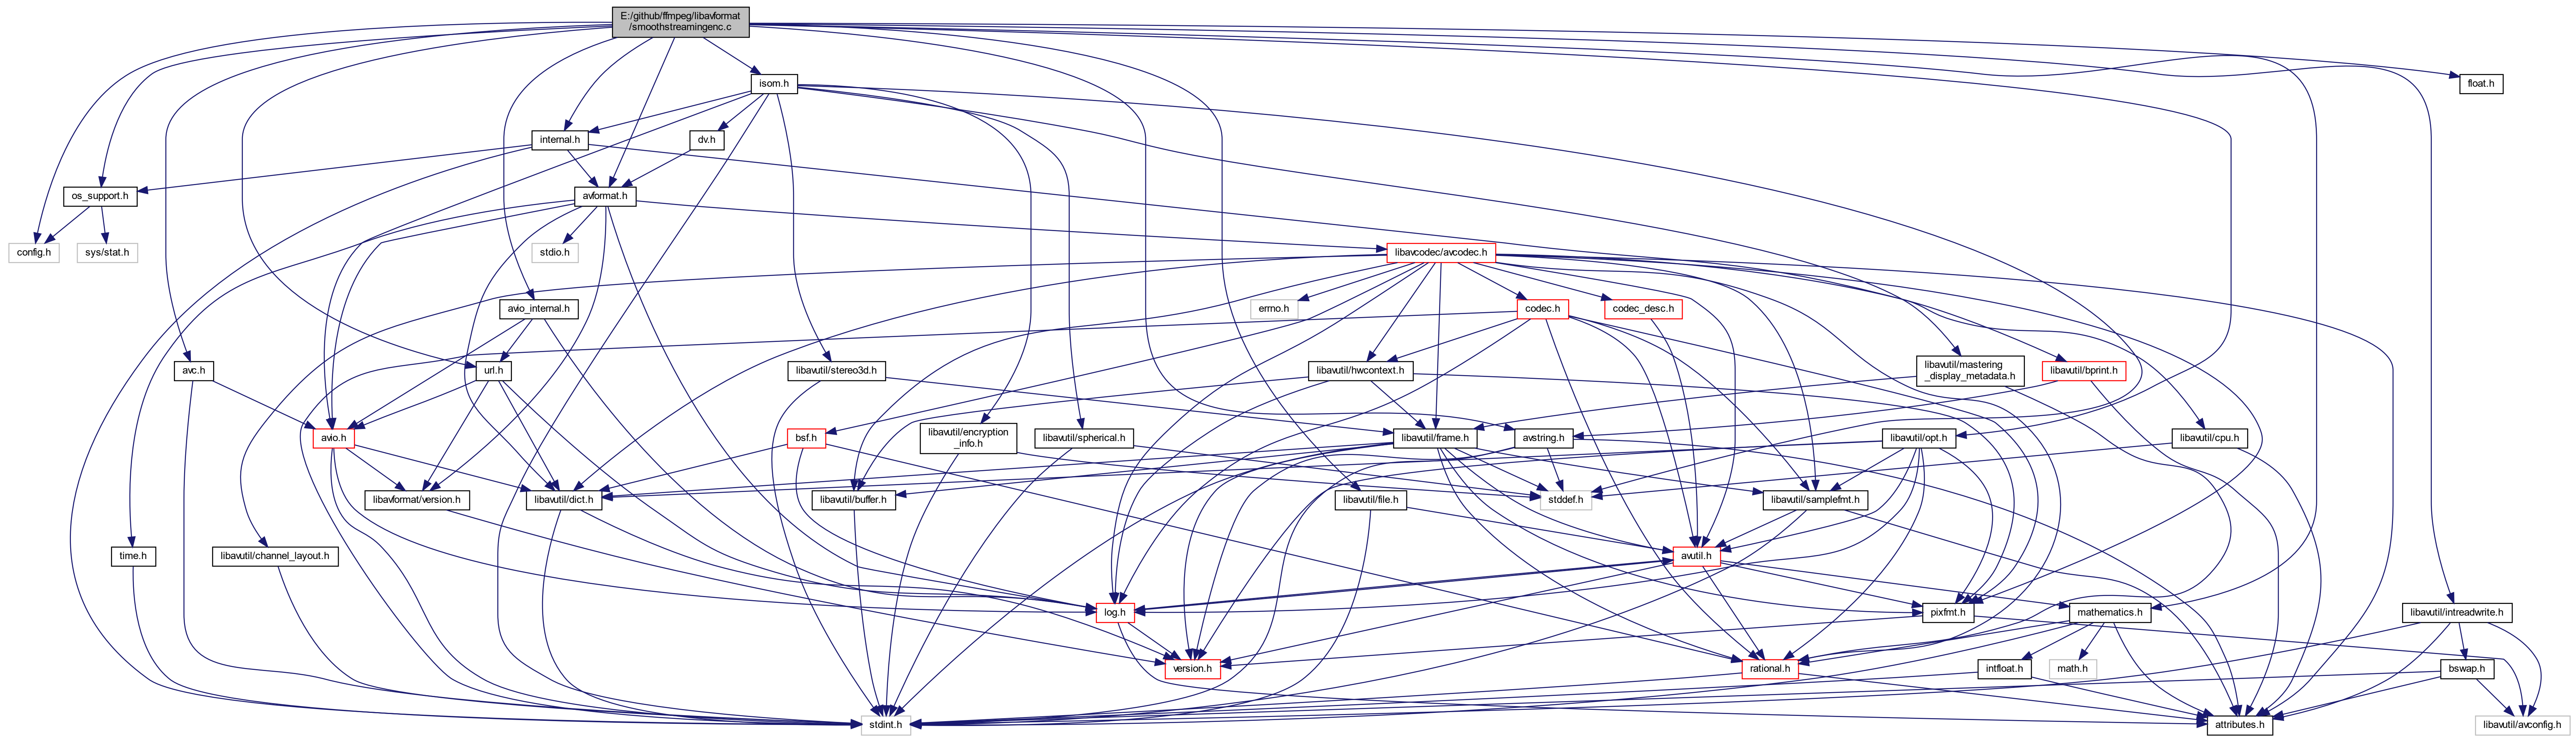 E:/github/ffmpeg/libavformat
/smoothstreamingenc.c
isom.h
float.h
internal.h
dv.h
os_support.h
avformat.h
config.h
sys/stat.h
stdio.h
libavcodec/avcodec.h
avio_internal.h
errno.h
codec.h
codec_desc.h
avc.h
url.h
libavutil/stereo3d.h
libavutil/hwcontext.h
libavutil/mastering
_display_metadata.h
libavutil/bprint.h
avio.h
bsf.h
libavutil/encryption
_info.h
libavutil/spherical.h
libavutil/frame.h
avstring.h
libavutil/opt.h
libavutil/cpu.h
libavformat/version.h
libavutil/dict.h
libavutil/buffer.h
stddef.h
libavutil/file.h
libavutil/samplefmt.h
time.h
libavutil/channel_layout.h
avutil.h
log.h
pixfmt.h
mathematics.h
libavutil/intreadwrite.h
version.h
rational.h
intfloat.h
math.h
bswap.h
stdint.h
attributes.h
libavutil/avconfig.h